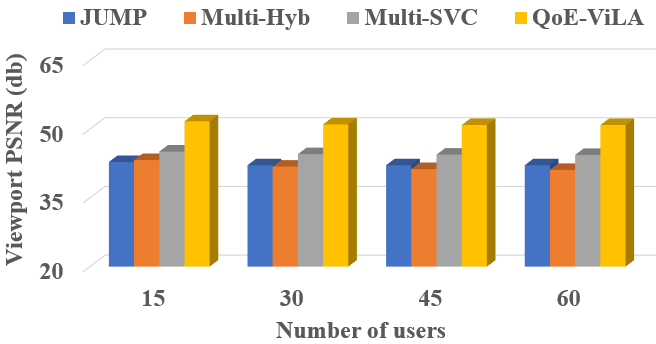 JUMP Multi-Hyb Multi-SVC QoE-ViLA
Viewport PSNR (db)
65
50
35
20
15 30 45 60
Number of users